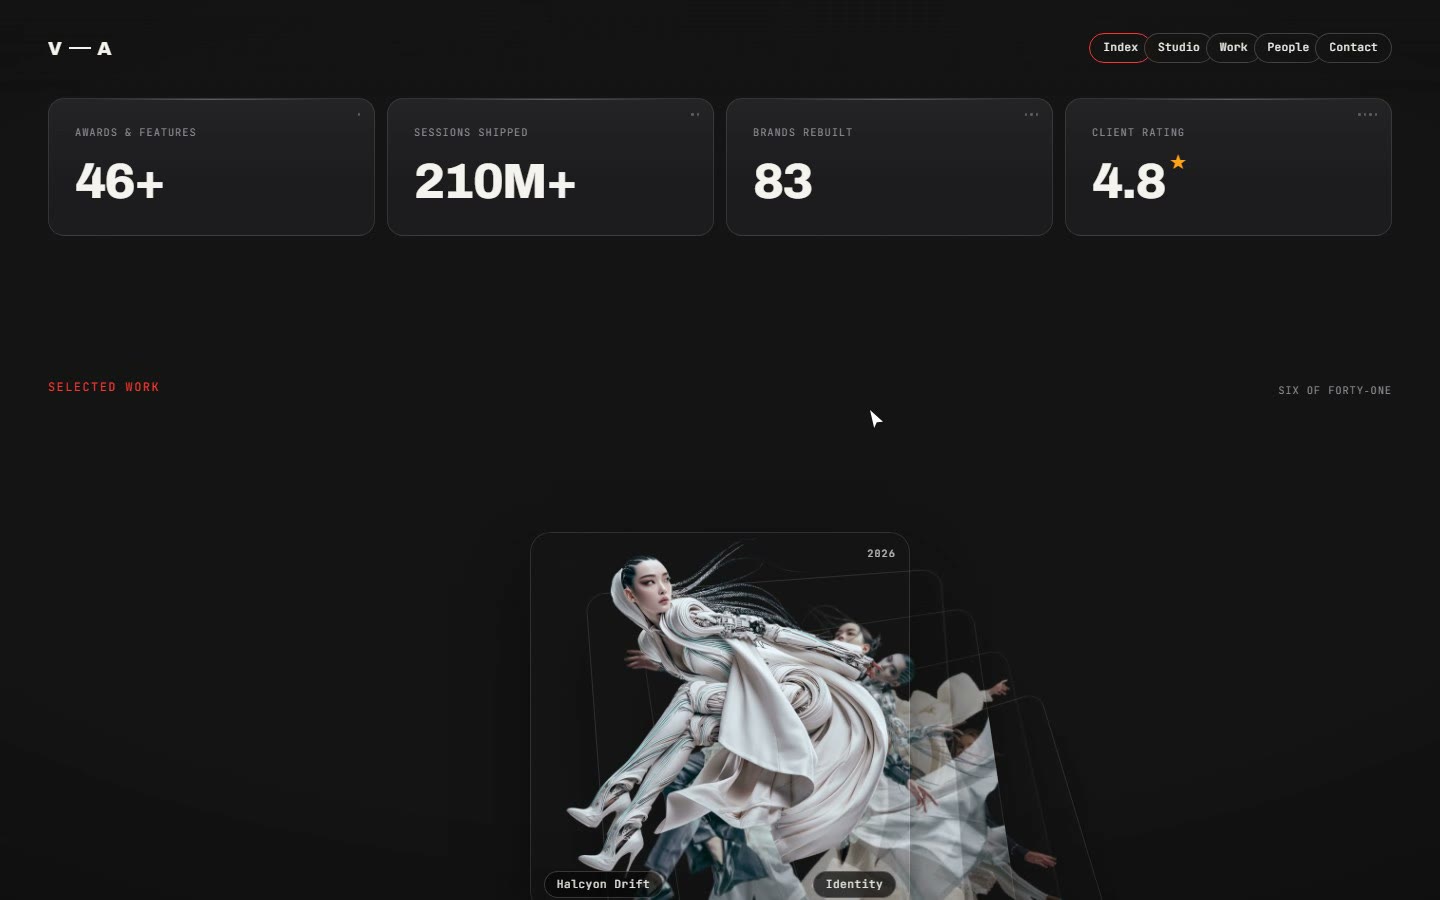 V — A
Index Studio Work People Contact
AWARDS & FEATURES
46+
SESSIONS SHIPPED
210M+
BRANDS REBUILT
83
CLIENT RATING
4.8★
SELECTED WORK
SIX OF FORTY-ONE
2026
Halcyon Drift
Identity